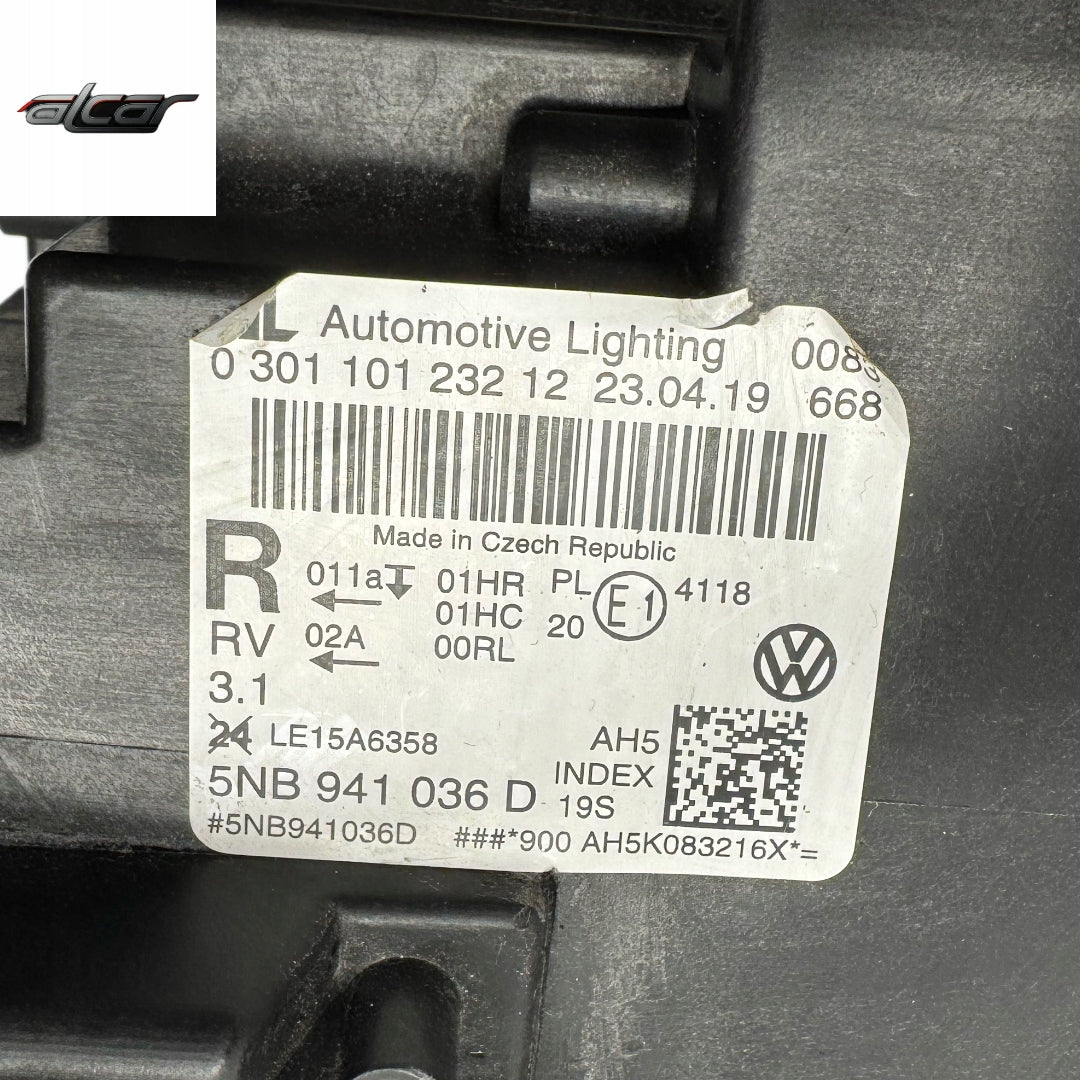 alcar
AL Automotive Lighting 0083
0 301 101 232 12 23.04.19 668
Made in Czech Republic
R 011a 01HR PL E1 4118
01HC 20
RV 02A 00RL
3.1
24 LE15A6358 AH5
5NB 941 036 D INDEX
19S
#5NB941036D ###*900 AH5K083216X*=